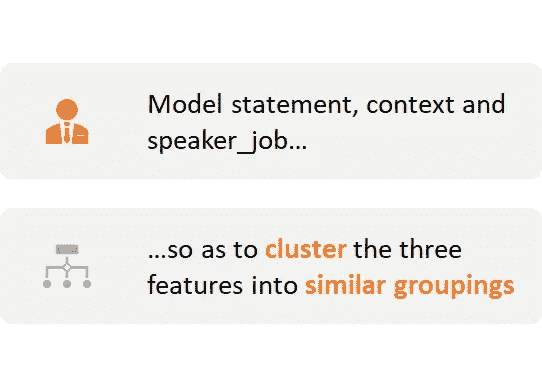 Model statement, context and
speaker_job...
...so as to cluster the three
features into similar groupings